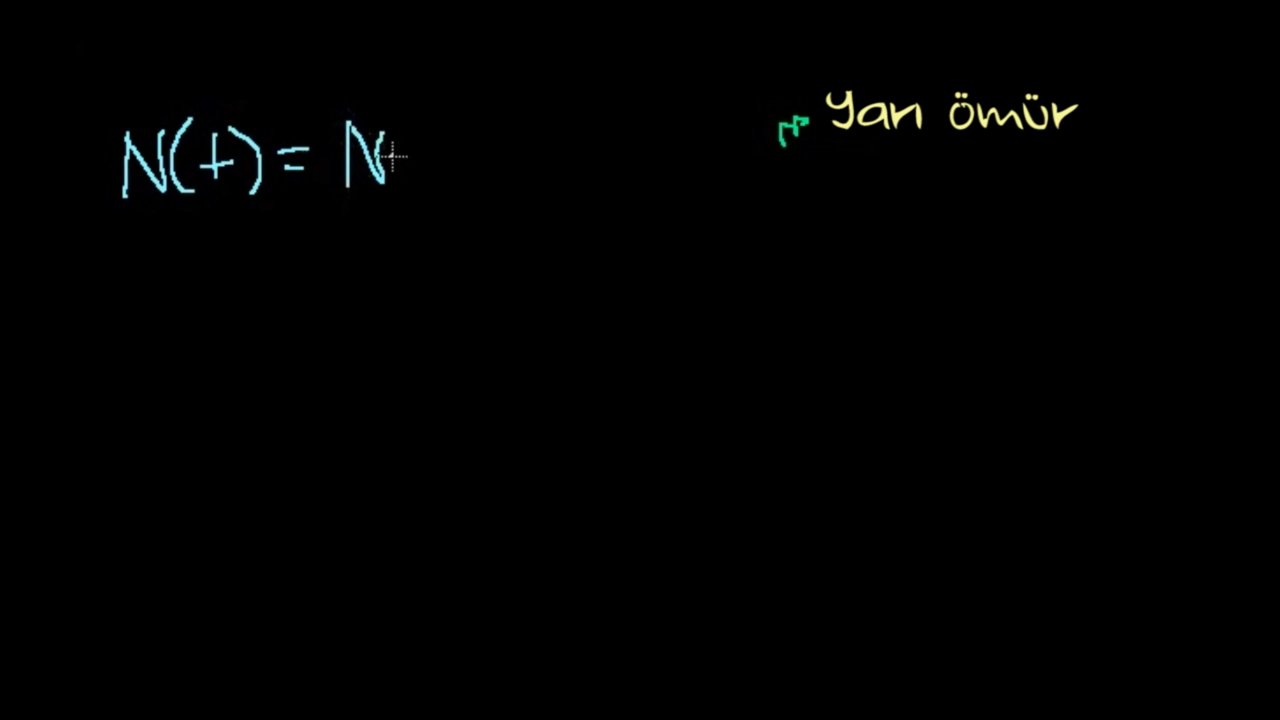 N(t) = N
Yarı ömür